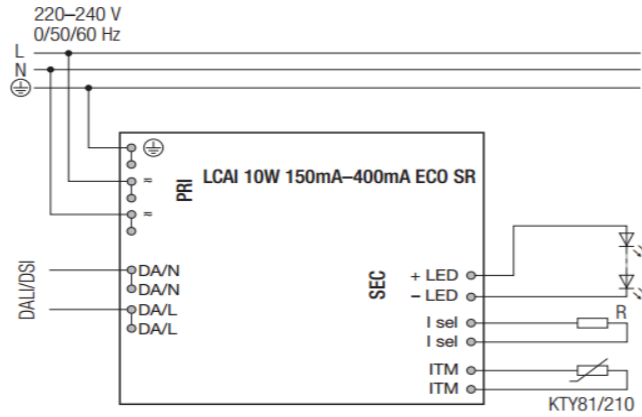 220–240 V
0/50/60 Hz
L
N
LCAI 10W 150mA–400mA ECO SR
≈
PRI
≈
DALI/DSI
DA/N
DA/N
DA/L
DA/L
SEC
+ LED
– LED
I sel
I sel
R
ITM
ITM
KTY81/210